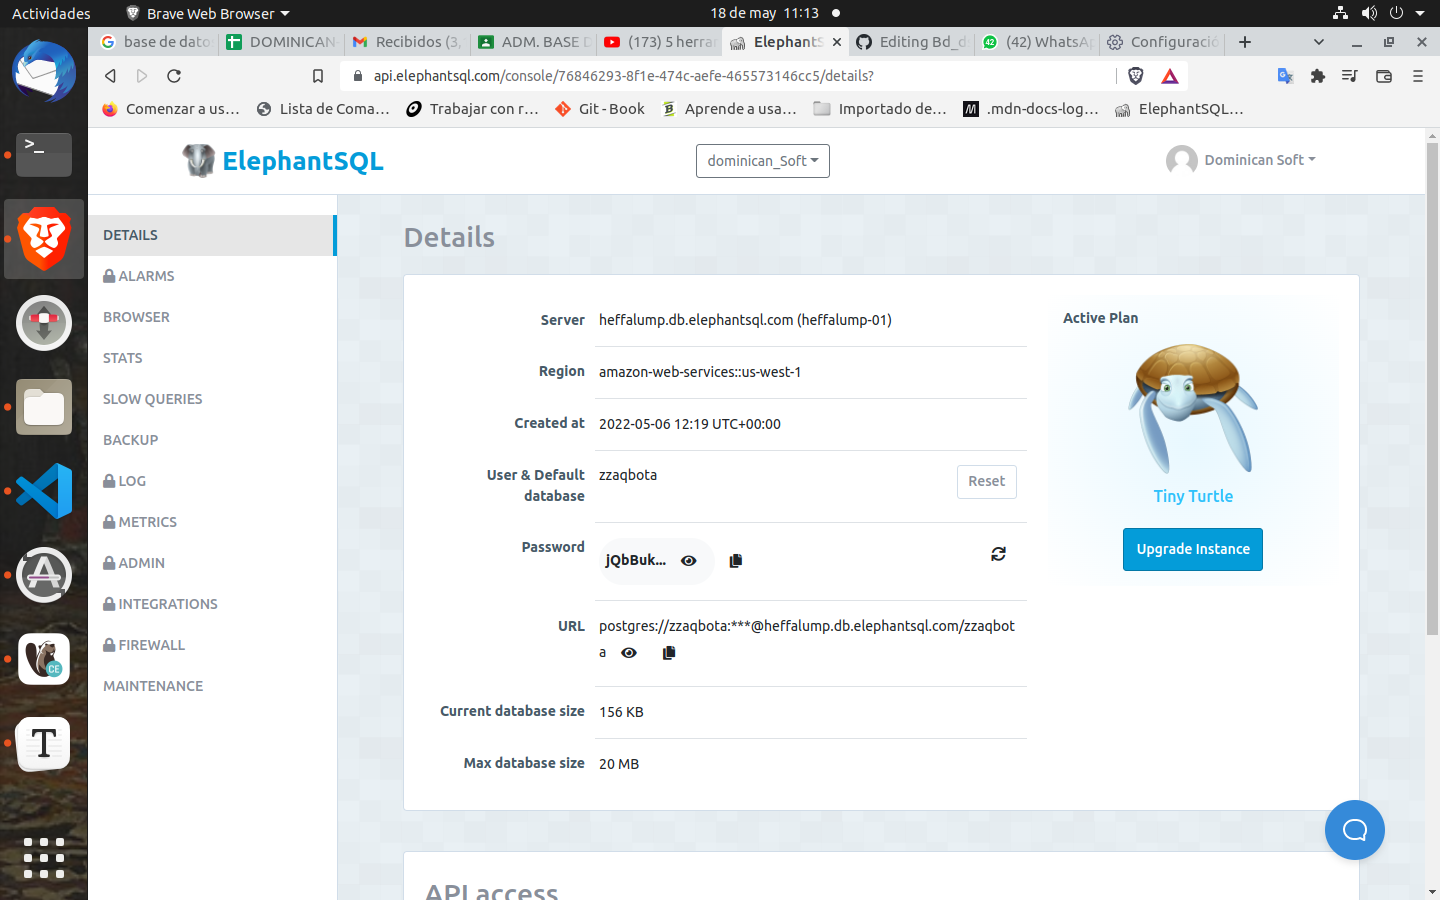 Actividades
Brave Web Browser
18 de may 11:13
base de dato
DOMINICAN
Recibidos (3,
ADM. BASE D
(173) 5 herra
ElephantS
Editing Bd_d
(42) WhatsA
Configuració
api.elephantsql.com/console/76846293-8f1e-474c-aefe-465573146cc5/details?
Comenzar a us...
Lista de Coma...
Trabajar con r...
Git - Book
Aprende a usa...
Importado de...
.mdn-docs-log...
ElephantSQL...
ElephantSQL
dominican_Soft
Dominican Soft
DETAILS
ALARMS
BROWSER
STATS
SLOW QUERIES
BACKUP
LOG
METRICS
ADMIN
INTEGRATIONS
FIREWALL
MAINTENANCE
Details
Server
heffalump.db.elephantsql.com (heffalump-01)
Region
amazon-web-services::us-west-1
Created at
2022-05-06 12:19 UTC+00:00
User & Default
database
zzaqbota
Reset
Password
jQbBuk...
URL
postgres://zzaqbota:***@heffalump.db.elephantsql.com/zzaqbot
a
Current database size
156 KB
Max database size
20 MB
Active Plan
Tiny Turtle
Upgrade Instance
API access